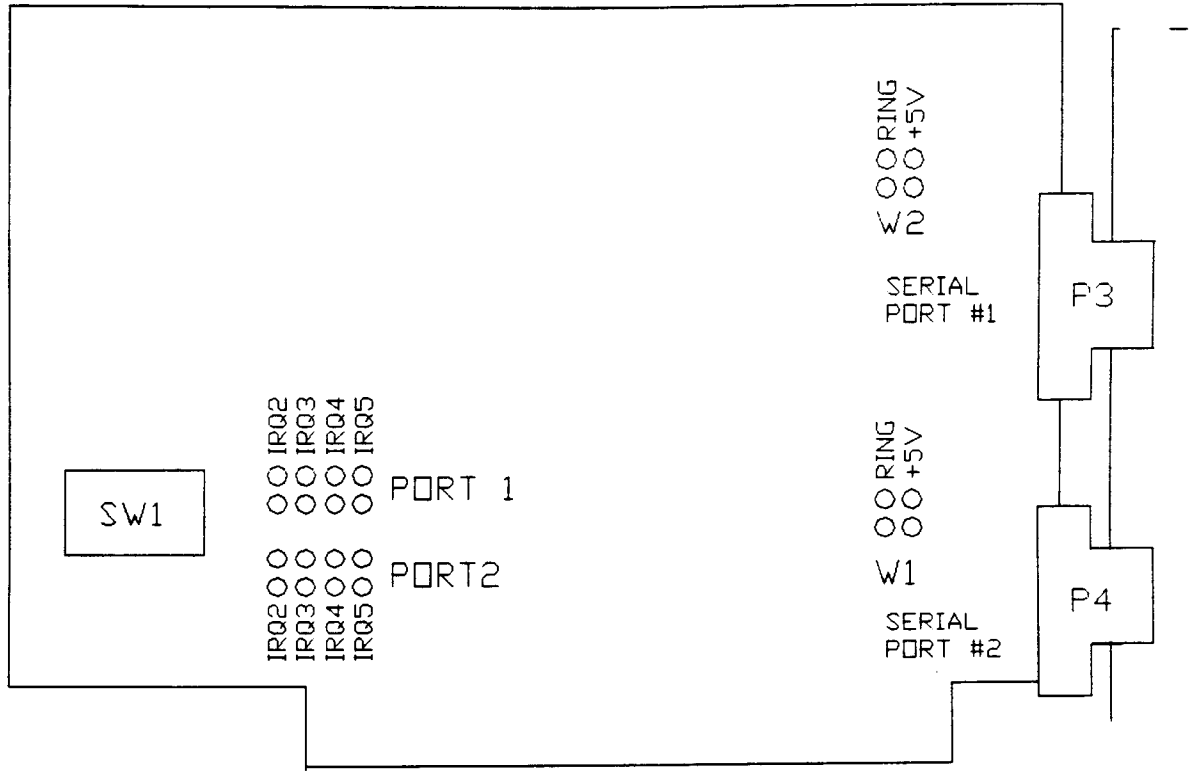 RING
+5V
W2
SERIAL
PORT #1
P3
IRQ2
IRQ3
IRQ4
IRQ5
PORT 1
SW1
PORT2
IRQ2
IRQ3
IRQ4
IRQ5
RING
+5V
W1
SERIAL
PORT #2
P4